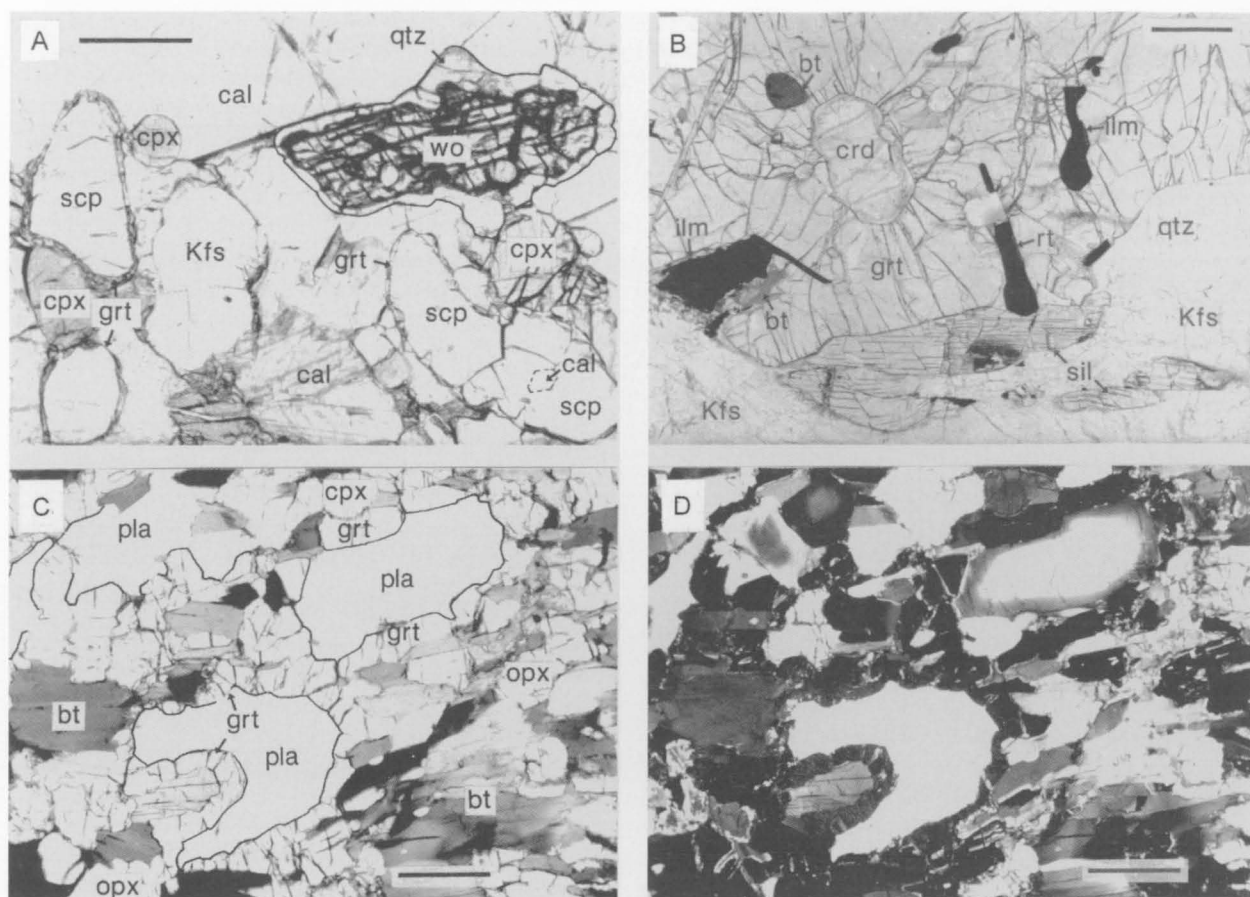 A
qtz
cal
cpx
wo
scp
Kfs
grt
cpx
cpx
grt
scp
cal
cal
scp
B
bt
ilm
crd
qtz
ilm
rt
grt
bt
Kfs
sil
Kfs
C
cpx
pla
grt
pla
grt
opx
bt
grt
pla
bt
opx
D